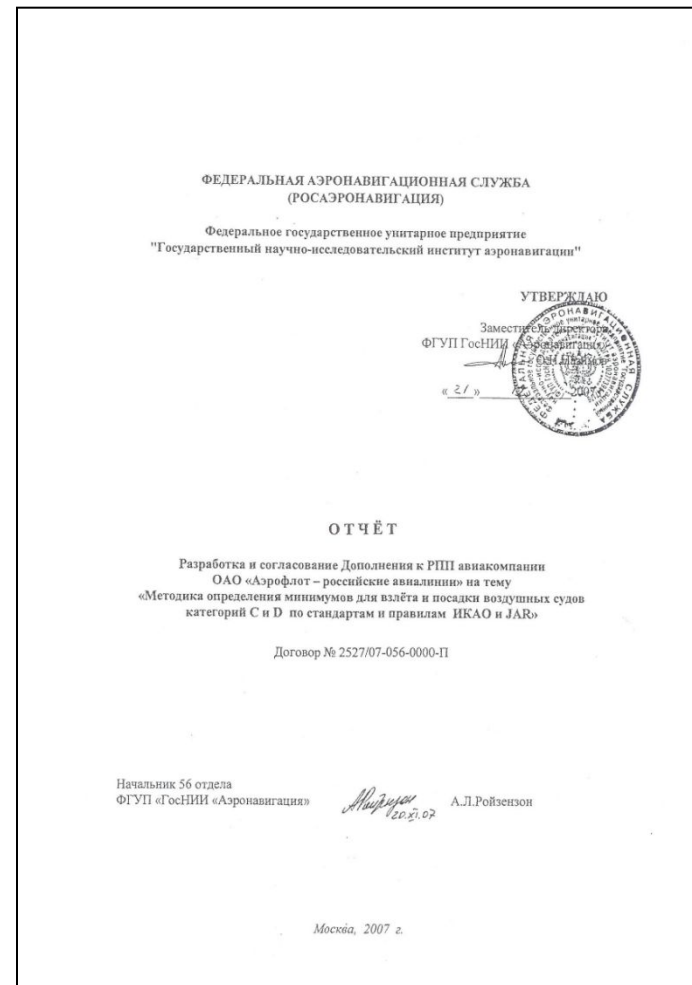 ФЕДЕРАЛЬНАЯ АЭРОНАВИГАЦИОННАЯ СЛУЖБА
(РОСАЭРОНАВИГАЦИЯ)
Федеральное государственное унитарное предприятие
"Государственный научно-исследовательский институт аэронавигации"
УТВЕРЖДАЮ
Заместитель директора
ФГУП ГосНИИ «Аэронавигация»
« 21 » 2007
ОТЧЁТ
Разработка и согласование Дополнения к РПП авиакомпании
ОАО «Аэрофлот – российские авиалинии» на тему
«Методика определения минимумов для взлёта и посадки воздушных судов
категорий С и D по стандартам и правилам ИКАО и JAR»
Договор № 2527/07-056-0000-П
Начальник 56 отдела
ФГУП «ГосНИИ «Аэронавигация»
20.XI.07
А.Л.Ройзензон
Москва, 2007 г.